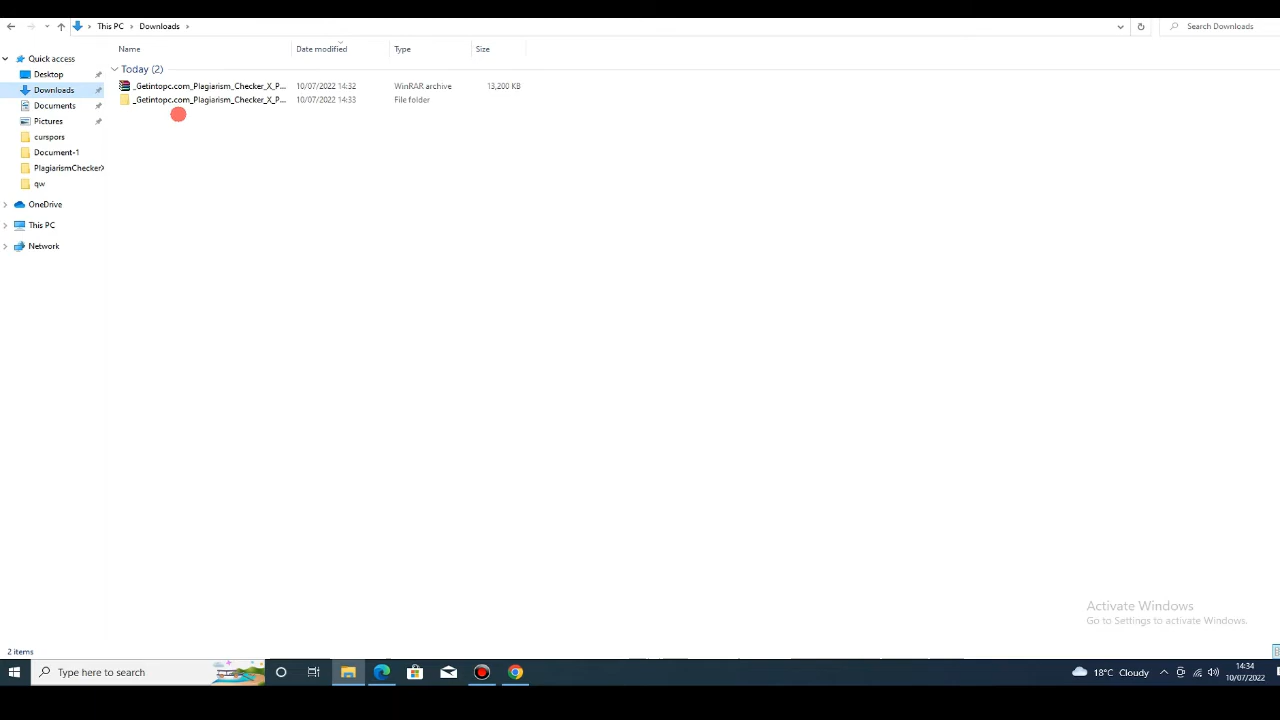 This PC > Downloads >
Search Downloads
Name Date modified Type Size
Quick access
Today (2)
Desktop
_Getintopc.com_Plagiarism_Checker_X_P... 10/07/2022 14:32 WinRAR archive 13,200 KB
Downloads
_Getintopc.com_Plagiarism_Checker_X_P... 10/07/2022 14:33 File folder
Documents
Pictures
curspors
Document-1
PlagiarismCheckerX
qw
OneDrive
This PC
Network
Activate Windows
Go to Settings to activate Windows.
2 items
Type here to search
18°C Cloudy
14:34
10/07/2022